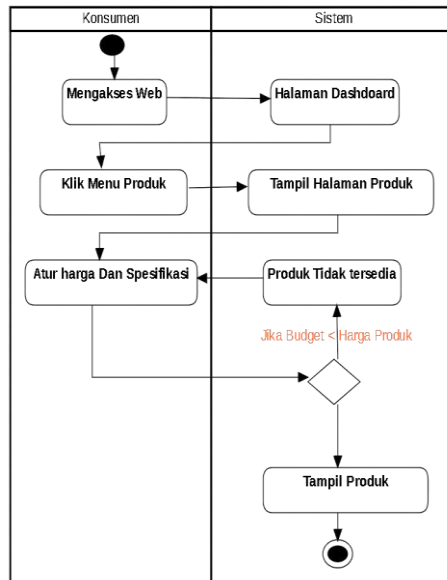 Konsumen
Sistem
Mengakses Web
Halaman Dashdoard
Klik Menu Produk
Tampil Halaman Produk
Atur harga Dan Spesifikasi
Produk Tidak tersedia
Jika Budget < Harga Produk
Tampil Produk